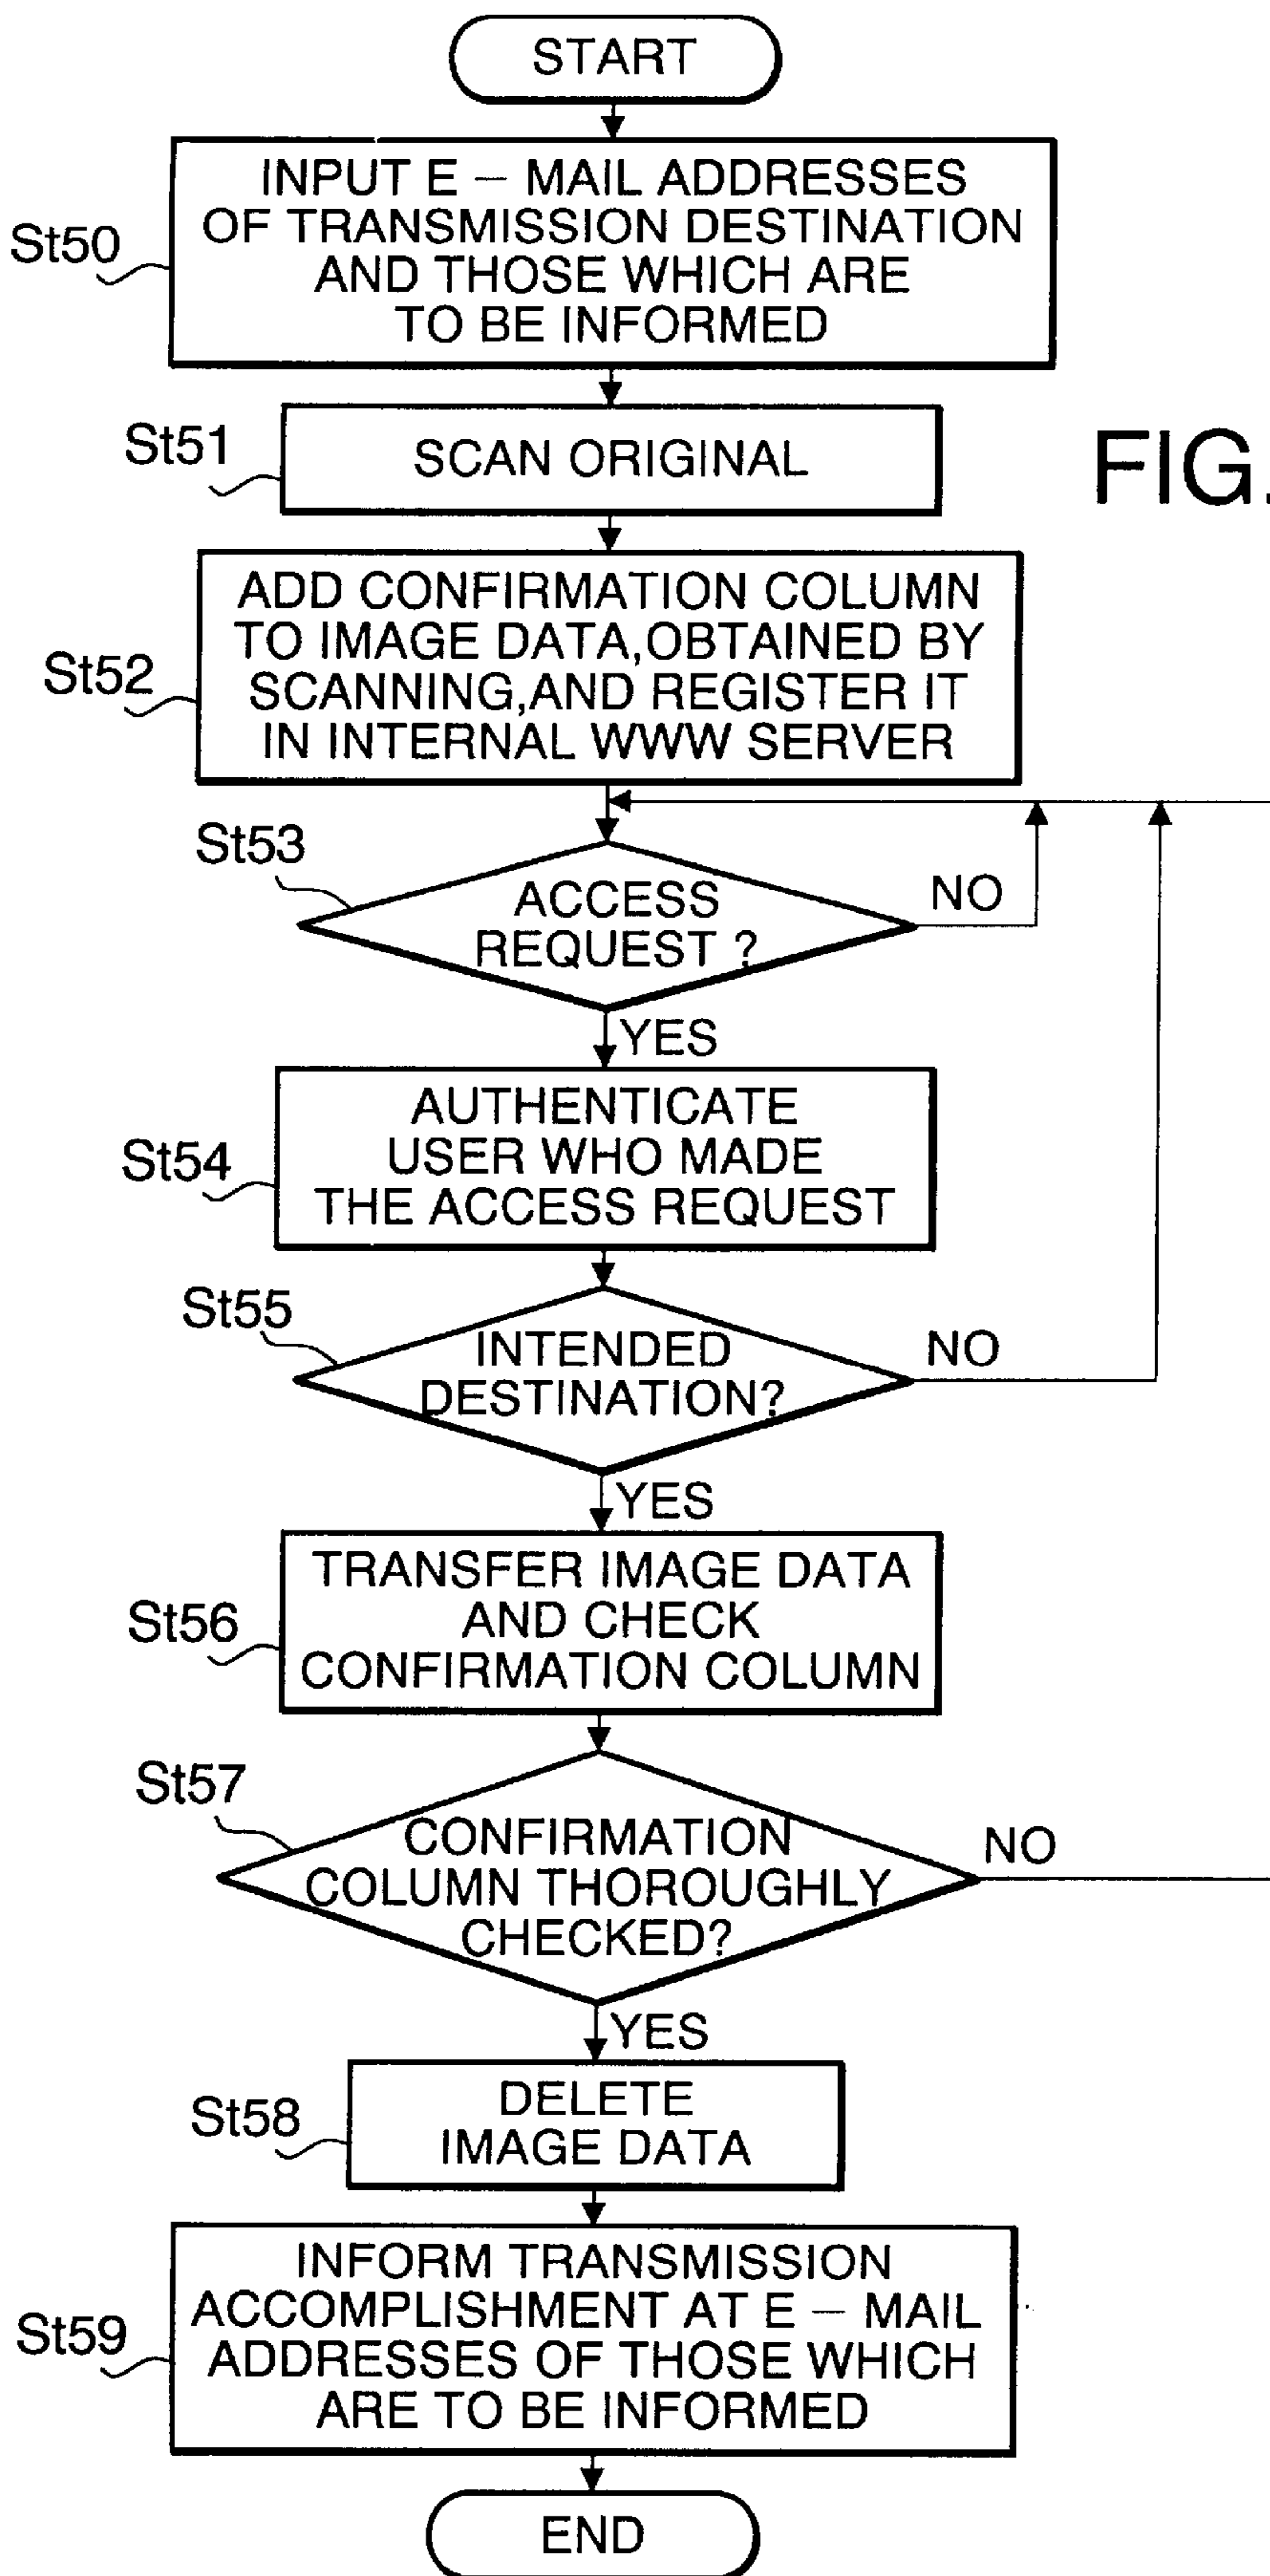 START
INPUT E – MAIL ADDRESSES
OF TRANSMISSION DESTINATION
AND THOSE WHICH ARE
TO BE INFORMED
St50
St51
SCAN ORIGINAL
FIG.
ADD CONFIRMATION COLUMN
TO IMAGE DATA,OBTAINED BY
SCANNING,AND REGISTER IT
IN INTERNAL WWW SERVER
St52
St53
ACCESS
REQUEST ?
NO
YES
AUTHENTICATE
USER WHO MADE
THE ACCESS REQUEST
St54
St55
INTENDED
DESTINATION?
NO
YES
TRANSFER IMAGE DATA
AND CHECK
CONFIRMATION COLUMN
St56
St57
CONFIRMATION
COLUMN THOROUGHLY
CHECKED?
NO
YES
St58
DELETE
IMAGE DATA
INFORM TRANSMISSION
ACCOMPLISHMENT AT E – MAIL
ADDRESSES OF THOSE WHICH
ARE TO BE INFORMED
St59
END